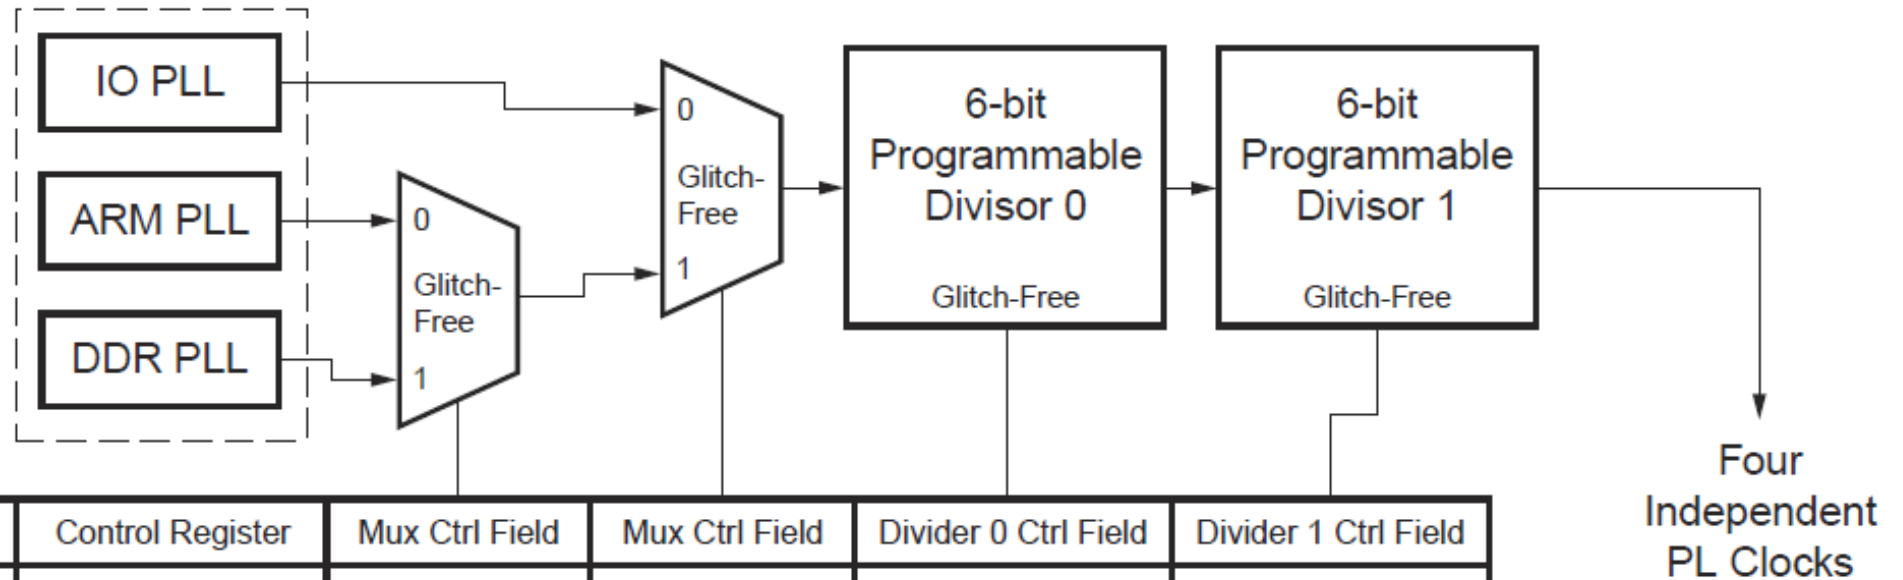 IO PLL
ARM PLL
DDR PLL
0
Glitch-
Free
1
0
Glitch-
Free
1
6-bit
Programmable
Divisor 0
Glitch-Free
6-bit
Programmable
Divisor 1
Glitch-Free
Four
Independent
PL Clocks
Control Register
Mux Ctrl Field
Mux Ctrl Field
Divider 0 Ctrl Field
Divider 1 Ctrl Field